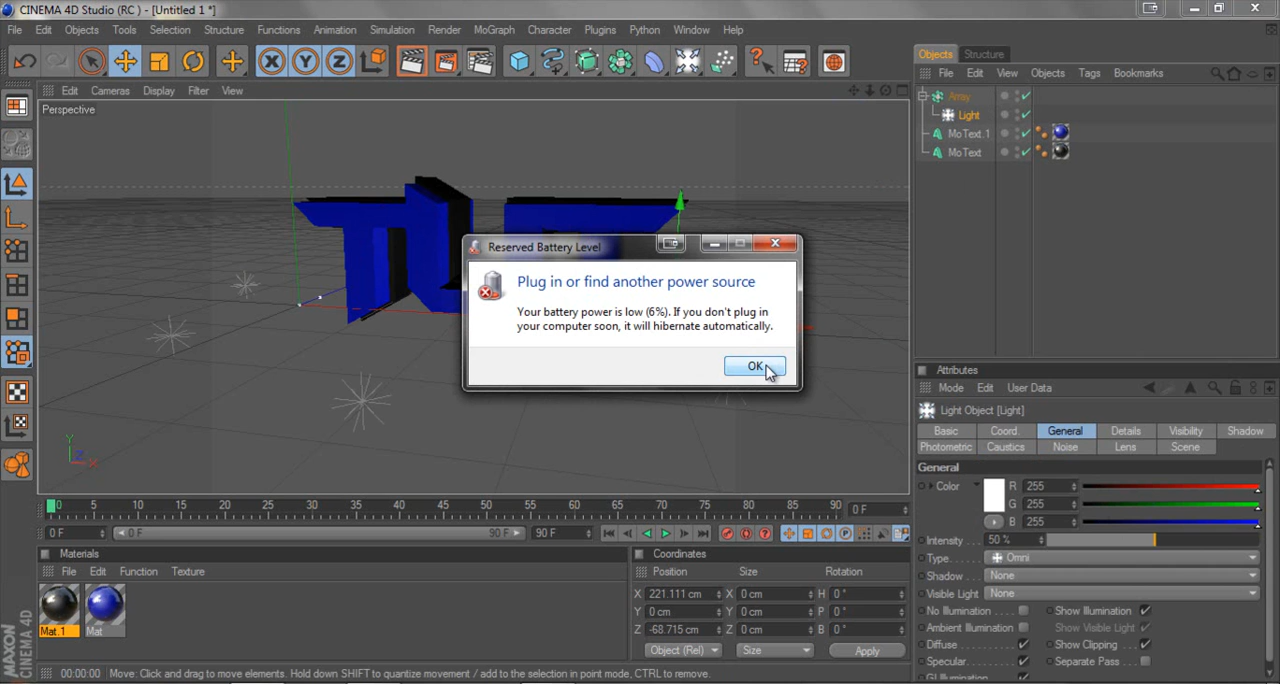 CINEMA 4D Studio (RC ) - [Untitled 1 *]
File Edit Objects Tools Selection Structure Functions Animation Simulation Render MoGraph Character Plugins Python Window Help
Objects Structure
File Edit View Objects Tags Bookmarks
Edit Cameras Display Filter View
Perspective
Array
Light
MoText.1
MoText
Y
X
Z
Reserved Battery Level
Plug in or find another power source
Your battery power is low (6%). If you don't plug in
your computer soon, it will hibernate automatically.
OK
Attributes
Mode Edit User Data
Light Object [Light]
Basic Coord. General Details Visibility Shadow
Photometric Caustics Noise Lens Scene
General
Color R 255
G 255
B 255
Intensity 50 %
Type Omni
Shadow None
Visible Light None
No Illumination Show Illumination
Ambient Illumination Show Visible Light
Diffuse Show Clipping
Specular Separate Pass
GI Illumination
0 5 10 15 20 25 30 35 40 45 50 55 60 65 70 75 80 85 90 0 F
0 F 0 F 90 F 90 F
Materials
File Edit Function Texture
Mat.1 Mat
Coordinates
Position Size Rotation
X 221.111 cm X 0 cm H 0 °
Y 0 cm Y 0 cm P 0 °
Z -68.715 cm Z 0 cm B 0 °
Object (Rel) Size Apply
MAXON
CINEMA 4D
00:00:00 Move: Click and drag to move elements. Hold down SHIFT to quantize movement / add to the selection in point mode, CTRL to remove.